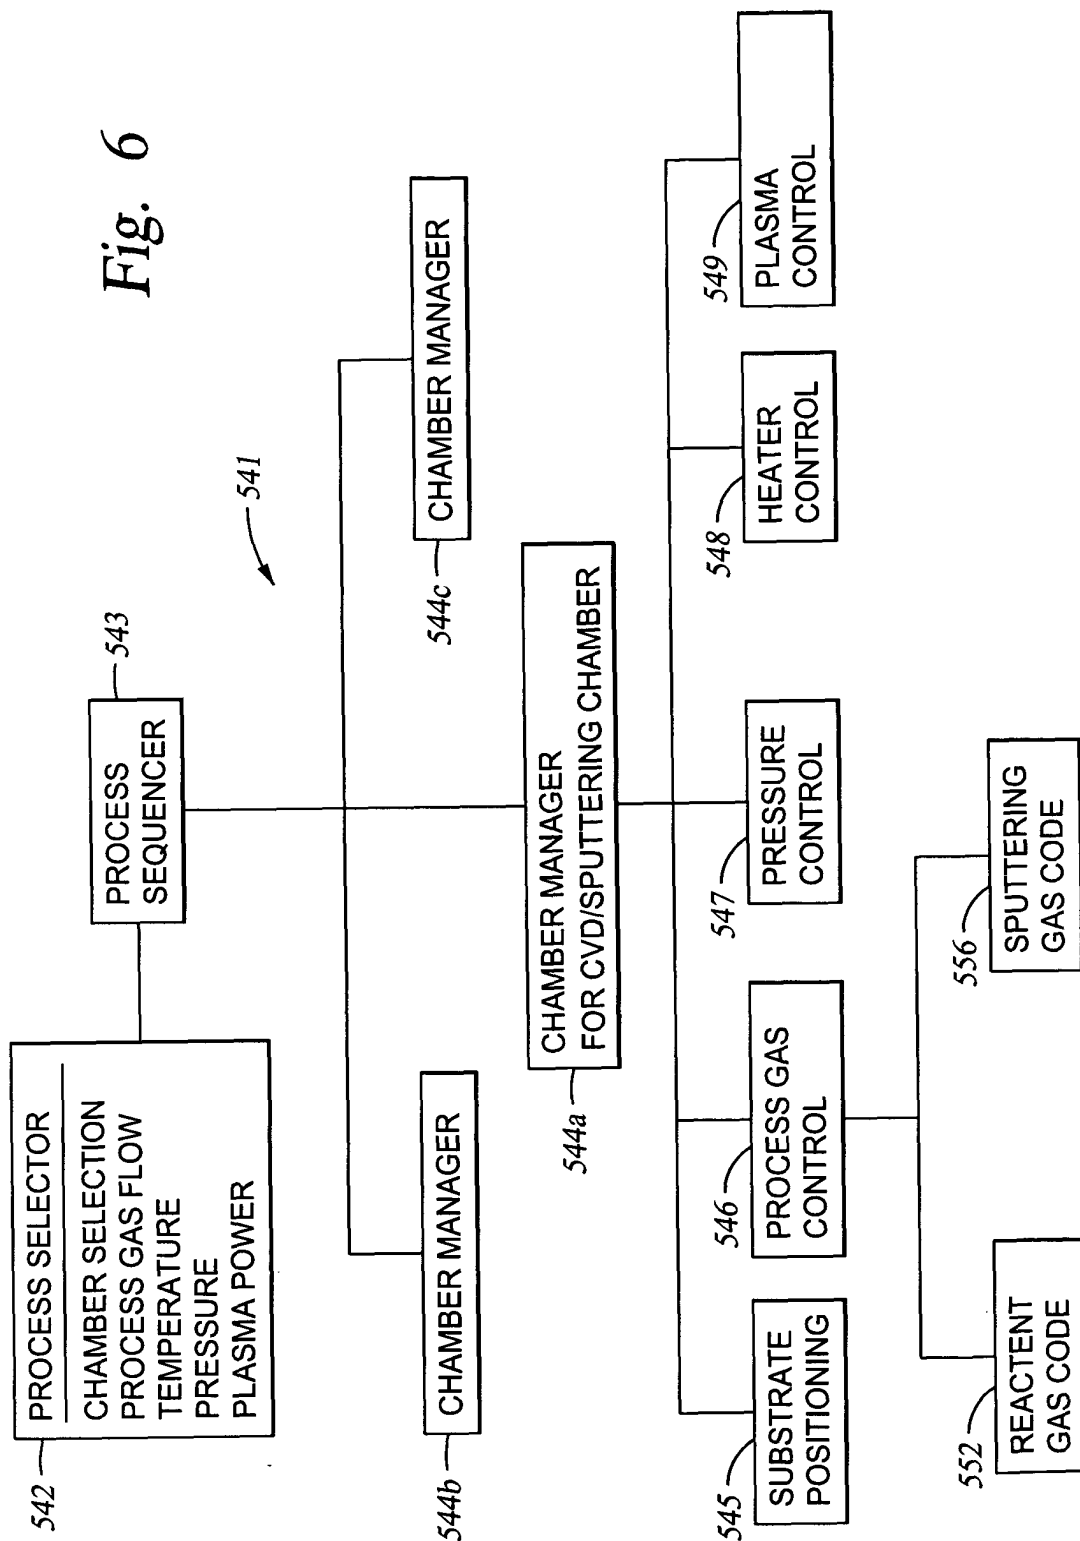 Fig. 6
542
PROCESS SELECTOR
CHAMBER SELECTION
PROCESS GAS FLOW
TEMPERATURE
PRESSURE
PLASMA POWER
543
PROCESS
SEQUENCER
541
544b
CHAMBER MANAGER
544c
CHAMBER MANAGER
544a
CHAMBER MANAGER
FOR CVD/SPUTTERING CHAMBER
545
SUBSTRATE
POSITIONING
546
PROCESS GAS
CONTROL
547
PRESSURE
CONTROL
548
HEATER
CONTROL
549
PLASMA
CONTROL
552
REACTENT
GAS CODE
556
SPUTTERING
GAS CODE